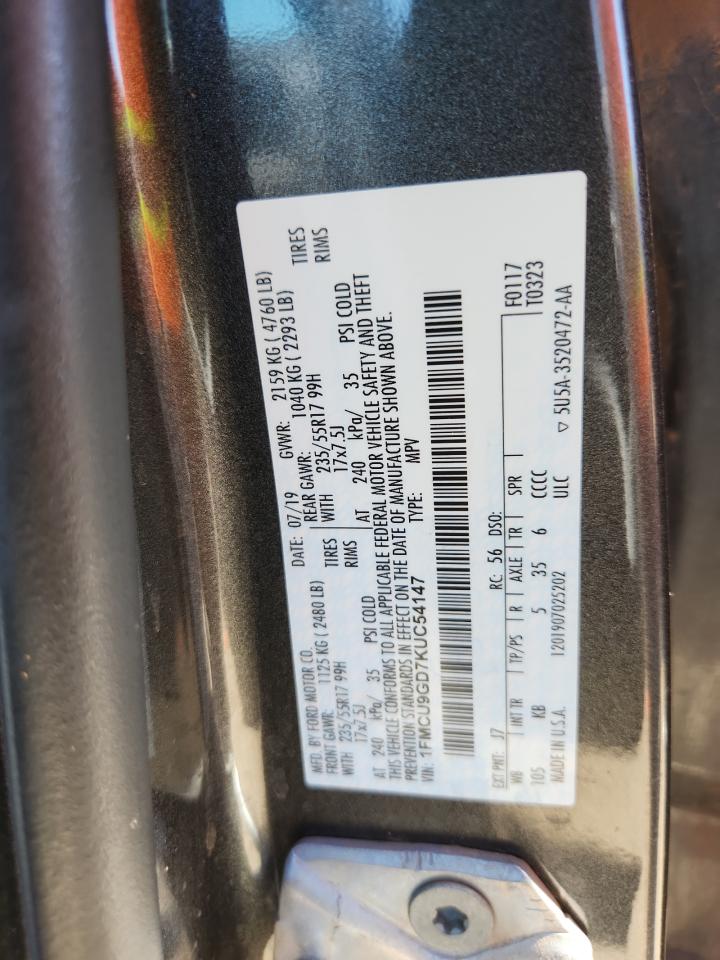 MFD. BY FORD MOTOR CO. DATE: 07/19 GVWR: 2159 KG ( 4760 LB)
FRONT GAWR: 1125 KG ( 2480 LB) REAR GAWR: 1040 KG ( 2293 LB)
WITH 235/55R17 99H TIRES WITH 235/55R17 99H TIRES
17x7.5J RIMS 17x7.5J RIMS
AT 240 kPa/ 35 PSI COLD AT 240 kPa/ 35 PSI COLD
THIS VEHICLE CONFORMS TO ALL APPLICABLE FEDERAL MOTOR VEHICLE SAFETY AND THEFT
PREVENTION STANDARDS IN EFFECT ON THE DATE OF MANUFACTURE SHOWN ABOVE.
VIN: 1FMCU9GD7KUC54147 TYPE: MPV
F0117
T0323
EXT PNT: J7 RC: 56 DSO:
WB INT TR TP/PS R AXLE TR SPR
105 KB 5 35 6 CCCC
MADE IN U.S.A. 1201907025202 ULC ▽ 5U5A-3520472-AA